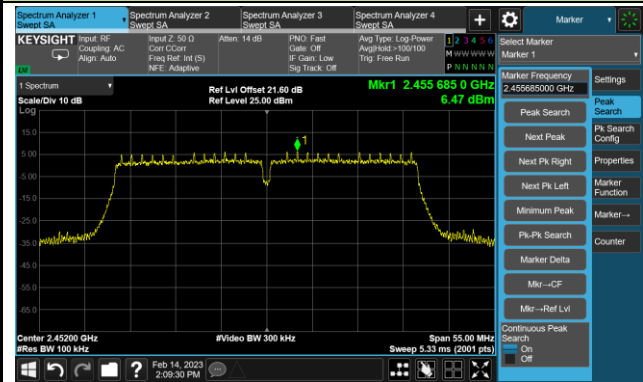 Spectrum Analyzer 1
Swept SA
Spectrum Analyzer 2
Swept SA
Spectrum Analyzer 3
Swept SA
Spectrum Analyzer 4
Swept SA
+
Marker
KEYSIGHT
Input: RF
Coupling: AC
Align: Auto
Input Z: 50 Ω
Corr CCorr
Freq Ref: Int (S)
NFE: Adaptive
Atten: 14 dB
PNO: Fast
Gate: Off
IF Gain: Low
Sig Track: Off
Avg Type: Log-Power
Avg|Hold:>100/100
Trig: Free Run
1 2 3 4 5 6
M W W W W W
P N N N N N
Select Marker
Marker 1
1 Spectrum
Scale/Div 10 dB
Log
Ref Lvl Offset 21.60 dB
Ref Level 25.00 dBm
Mkr1 2.455 685 0 GHz
6.47 dBm
15.0
5.00
-5.00
-15.0
-25.0
-35.0
-45.0
-55.0
-65.0
1
Center 2.45200 GHz
#Res BW 100 kHz
#Video BW 300 kHz
Span 55.00 MHz
Sweep 5.33 ms (2001 pts)
Marker Frequency
2.455685000 GHz
Peak Search
Next Peak
Next Pk Right
Next Pk Left
Minimum Peak
Pk-Pk Search
Marker Delta
Mkr→CF
Mkr→Ref Lvl
Continuous Peak
Search
On
Off
Settings
Peak
Search
Pk Search
Config
Properties
Marker
Function
Marker→
Counter
?
Feb 14, 2023
2:09:30 PM